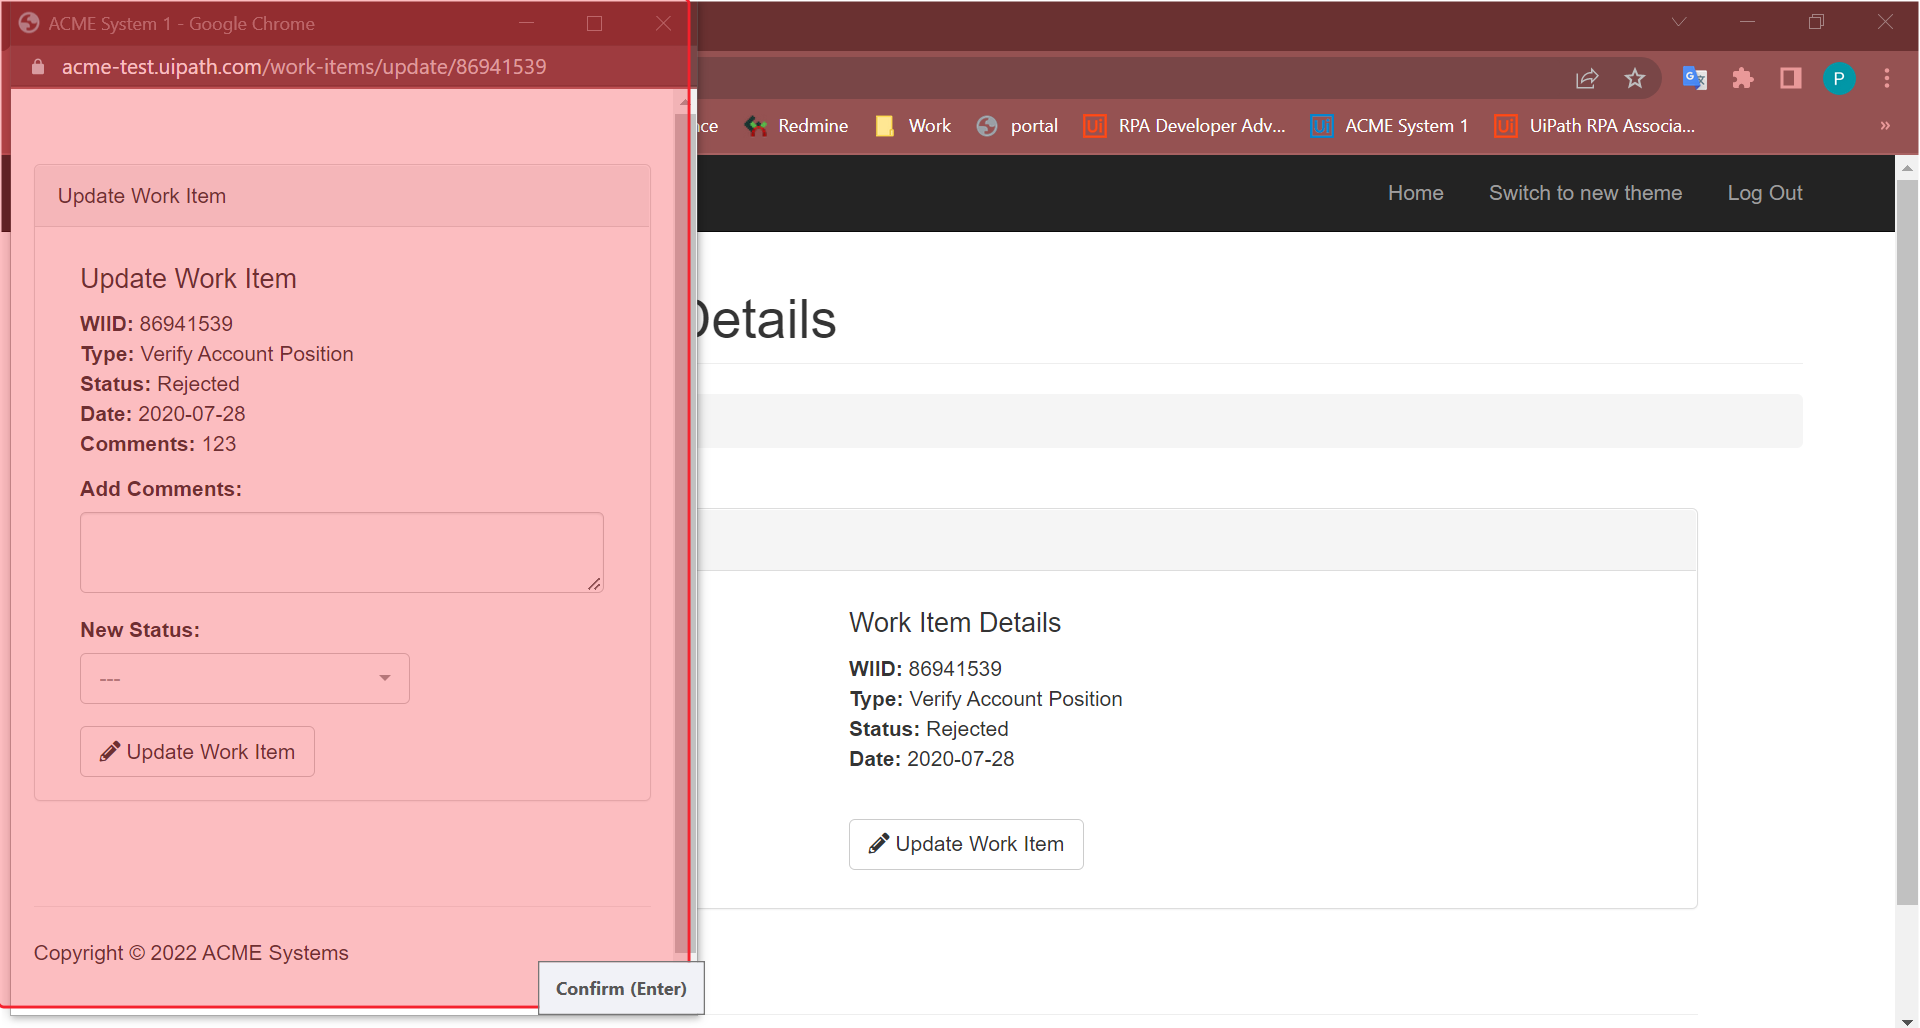 ACME System 1 - Google Chrome
acme-test.uipath.com/work-items/update/86941539
Update Work Item
Update Work Item
WIID: 86941539
Type: Verify Account Position
Status: Rejected
Date: 2020-07-28
Comments: 123
Add Comments:
New Status:
---
Update Work Item
Copyright © 2022 ACME Systems
Confirm (Enter)
P
Redmine
Work
portal
Ui
RPA Developer Adv...
Ui
ACME System 1
Ui
UiPath RPA Associa...
»
Home
Switch to new theme
Log Out
Details
Work Item Details
WIID: 86941539
Type: Verify Account Position
Status: Rejected
Date: 2020-07-28
Update Work Item